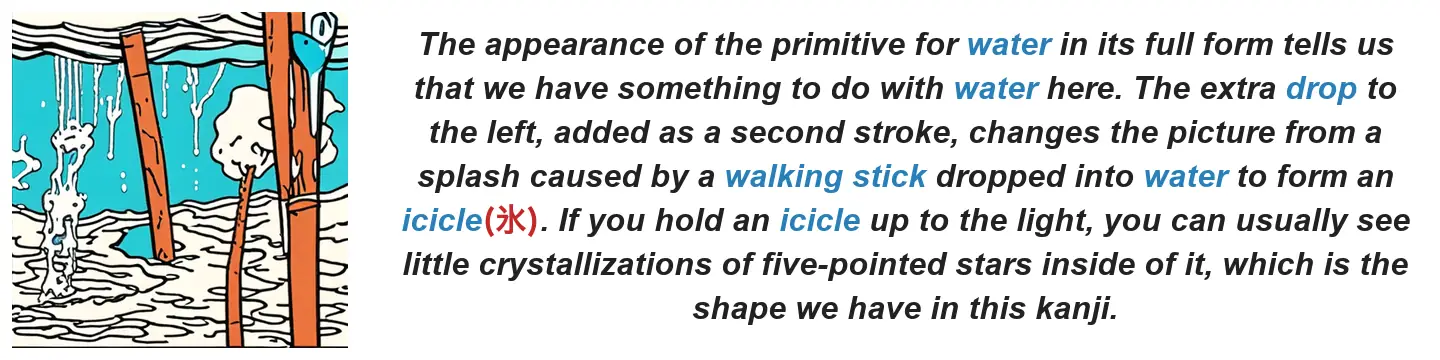 The appearance of the primitive for water in its full form tells us
that we have something to do with water here. The extra drop to
the left, added as a second stroke, changes the picture from a
splash caused by a walking stick dropped into water to form an
icicle(氷). If you hold an icicle up to the light, you can usually see
little crystallizations of five-pointed stars inside of it, which is the
shape we have in this kanji.